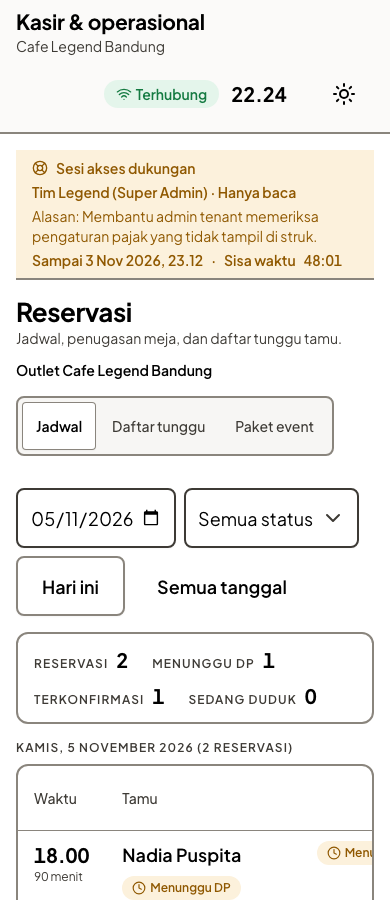 Kasir & operasional
Cafe Legend Bandung
Terhubung 22.24
Sesi akses dukungan
Tim Legend (Super Admin) · Hanya baca
Alasan: Membantu admin tenant memeriksa
pengaturan pajak yang tidak tampil di struk.
Sampai 3 Nov 2026, 23.12 · Sisa waktu 48:01
Reservasi
Jadwal, penugasan meja, dan daftar tunggu tamu.
Outlet Cafe Legend Bandung
Jadwal Daftar tunggu Paket event
05/11/2026 Semua status
Hari ini Semua tanggal
RESERVASI 2 MENUNGGU DP 1
TERKONFIRMASI 1 SEDANG DUDUK 0
KAMIS, 5 NOVEMBER 2026 (2 RESERVASI)
Waktu Tamu
18.00 Nadia Puspita
90 menit Menunggu DP